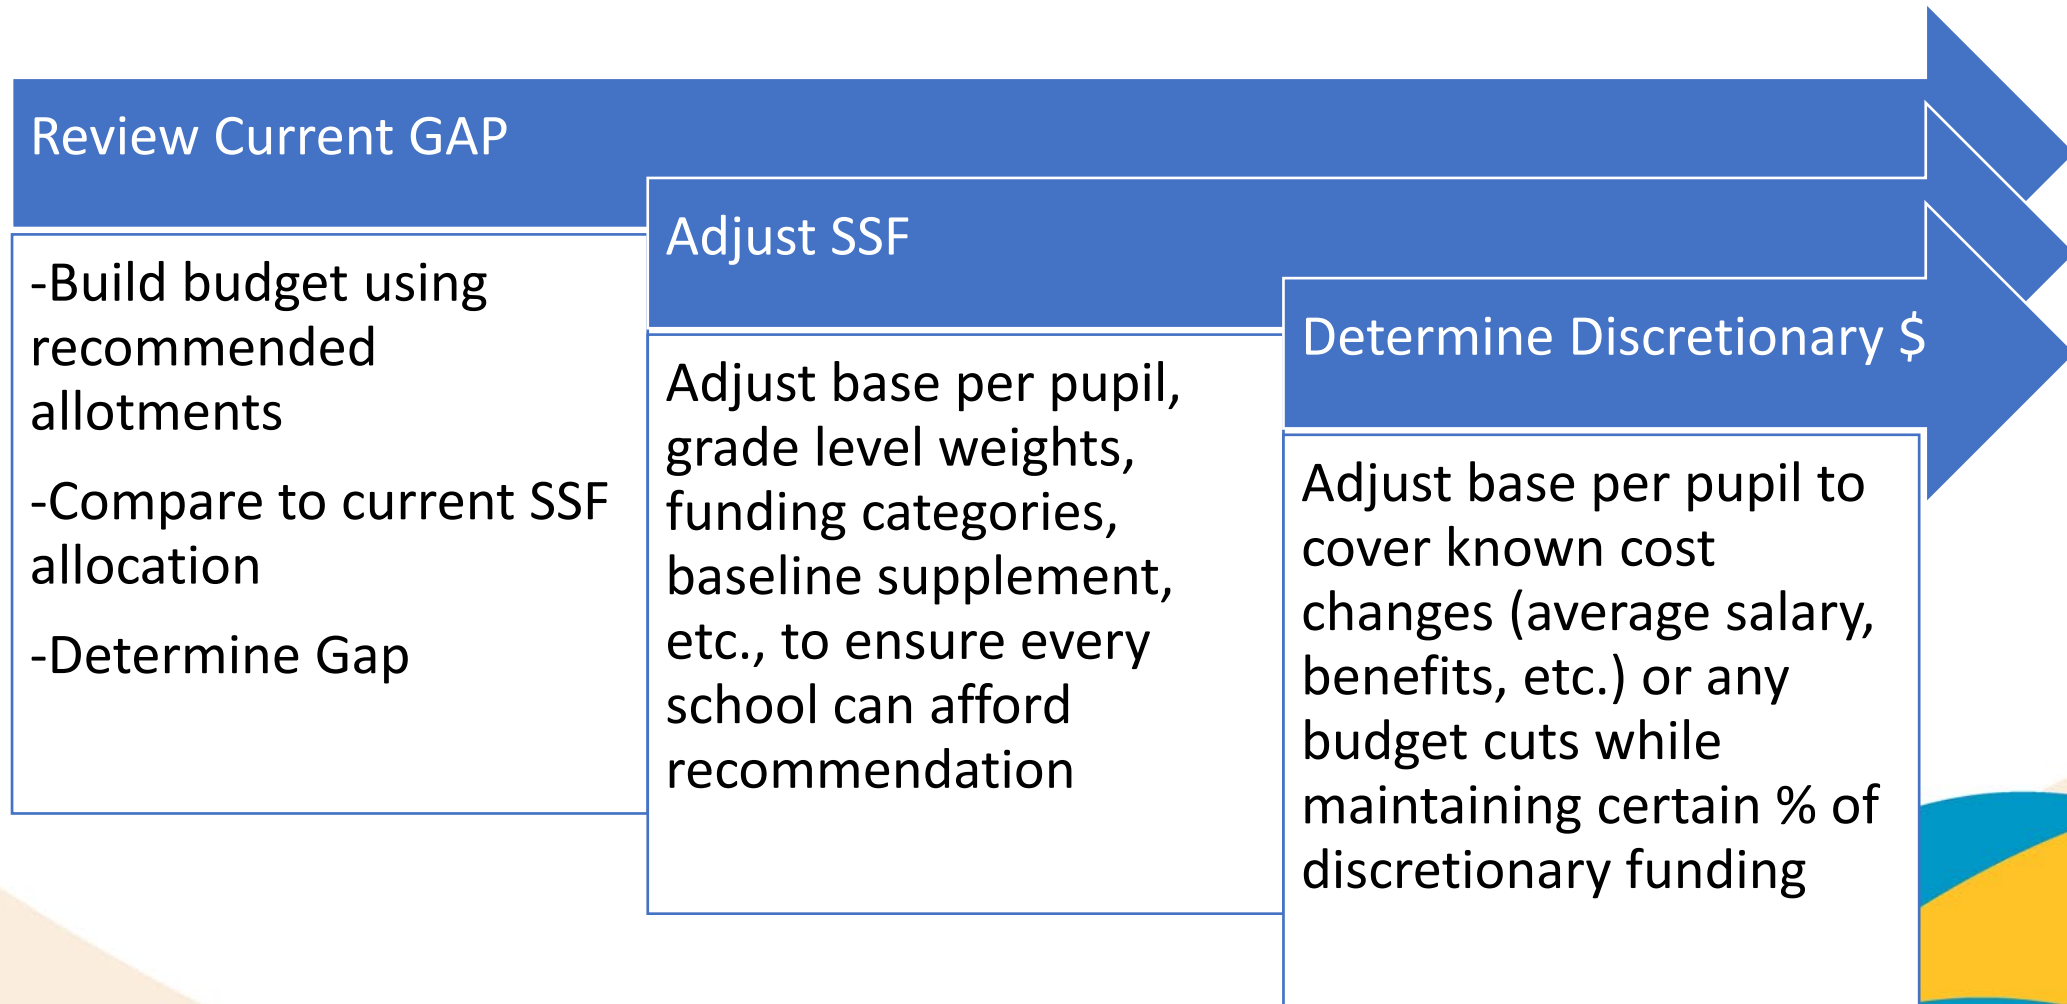 Review Current GAP
-Build budget using
recommended
allotments
-Compare to current SSF
allocation
-Determine Gap
Adjust SSF
Adjust base per pupil,
grade level weights,
funding categories,
baseline supplement,
etc., to ensure every
school can afford
recommendation
Determine Discretionary $
Adjust base per pupil to
cover known cost
changes (average salary,
benefits, etc.) or any
budget cuts while
maintaining certain % of
discretionary funding